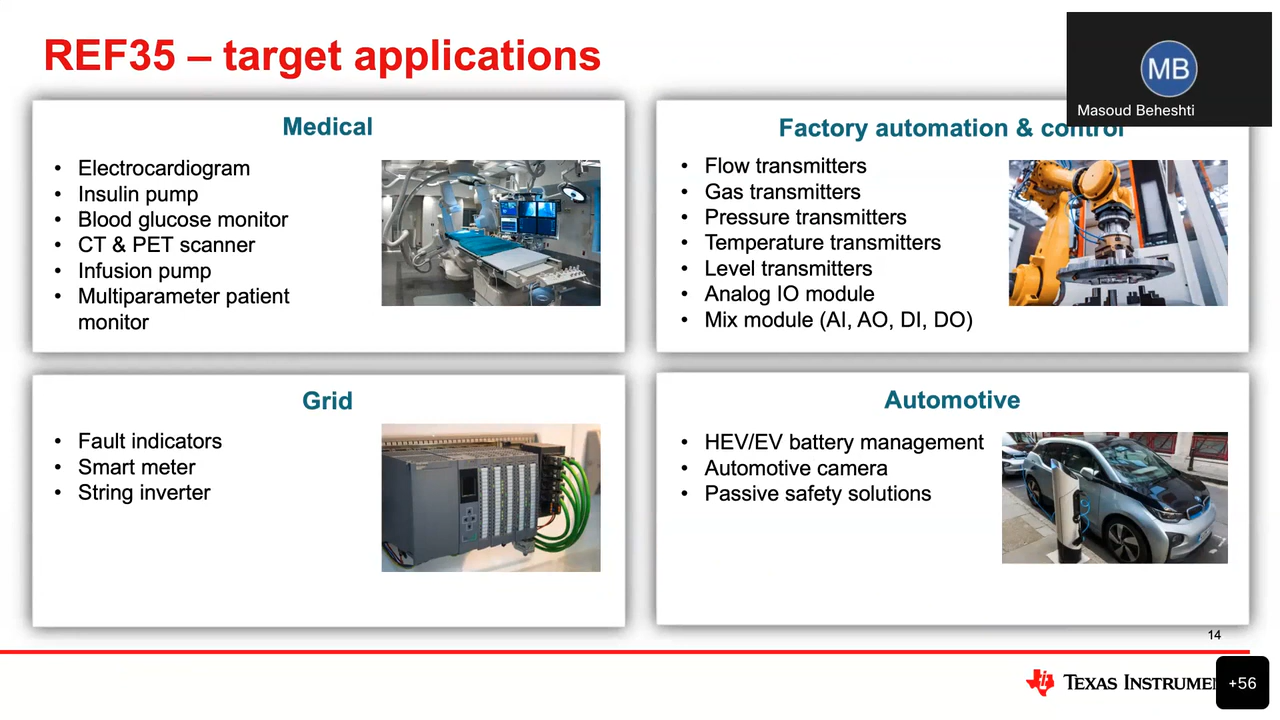 REF35 – target applications
MB
Masoud Beheshti
Medical
• Electrocardiogram
• Insulin pump
• Blood glucose monitor
• CT & PET scanner
• Infusion pump
• Multiparameter patient
monitor
Factory automation & control
• Flow transmitters
• Gas transmitters
• Pressure transmitters
• Temperature transmitters
• Level transmitters
• Analog IO module
• Mix module (AI, AO, DI, DO)
Grid
• Fault indicators
• Smart meter
• String inverter
Automotive
• HEV/EV battery management
• Automotive camera
• Passive safety solutions
14
TEXAS INSTRUME
+56